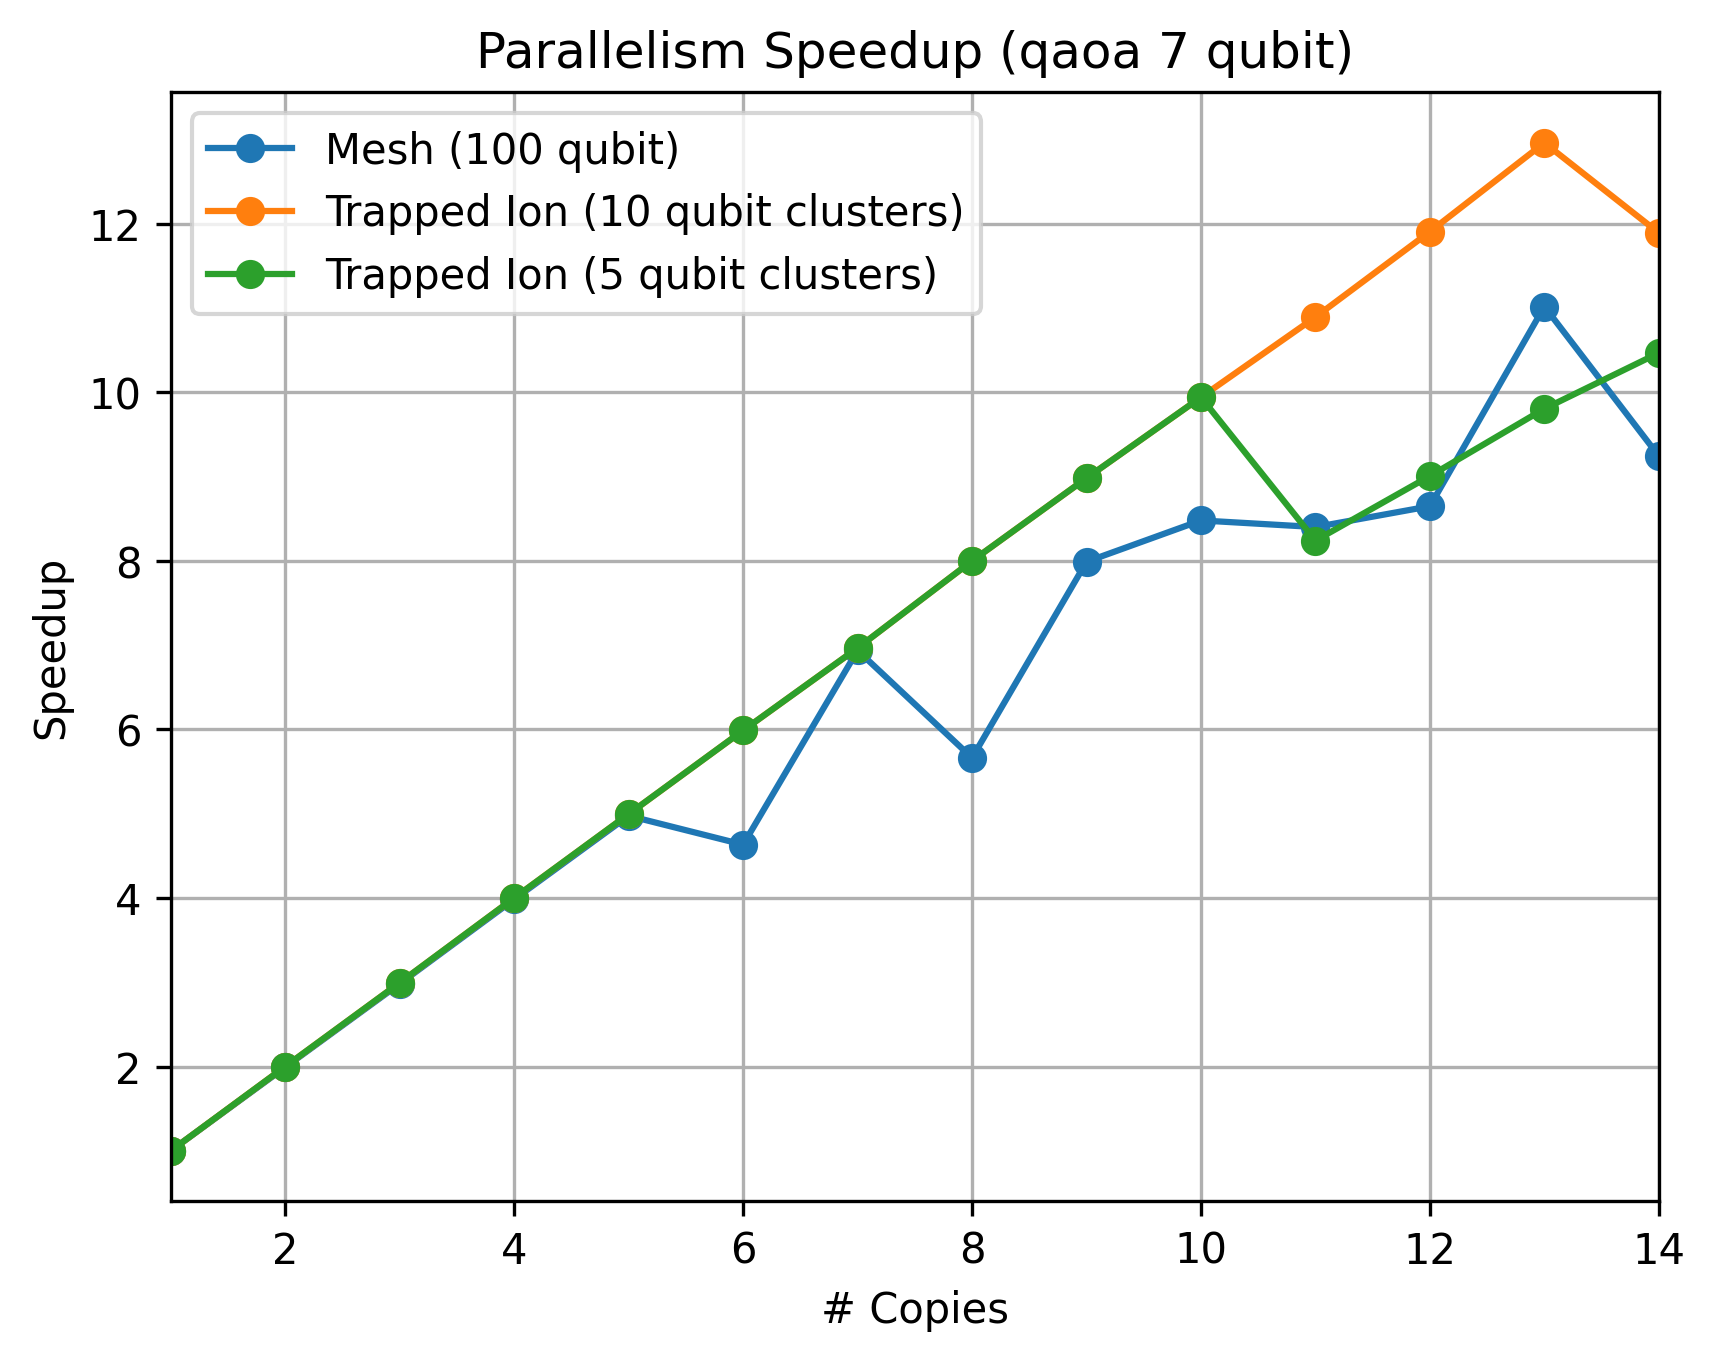 Parallelism Speedup (qaoa 7 qubit)
Mesh (100 qubit)
Trapped Ion (10 qubit clusters)
Trapped Ion (5 qubit clusters)
12
10
8
6
4
2
Speedup
2 4 6 8 10 12 14
# Copies